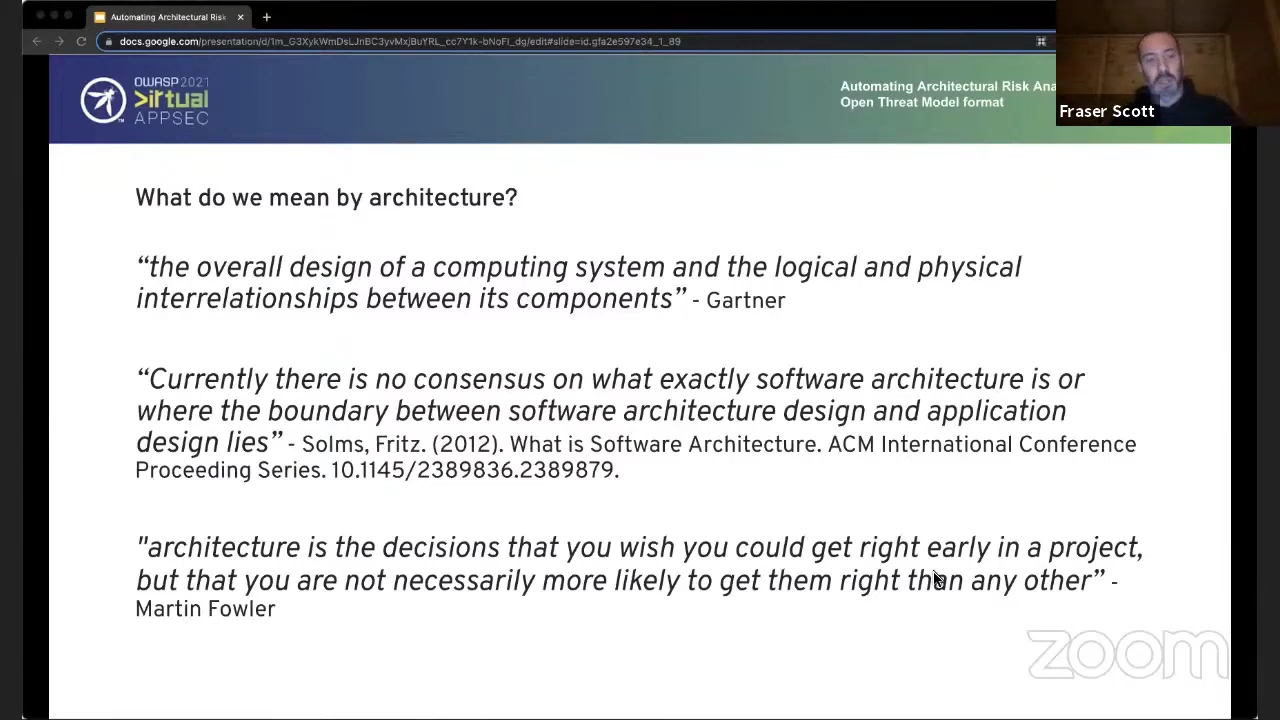 Automating Architectural Risk
docs.google.com/presentation/d/1m_G3XykWmDsLJnBC3yvMxjBuYRL_cc7Y1k-bNoFI_dg/edit#slide=id.gfa2e597e34_1_89
OWASP 2021
>irtual
APPSEC
Automating Architectural Risk Ana
Open Threat Model format
Fraser Scott
What do we mean by architecture?
“the overall design of a computing system and the logical and physical
interrelationships between its components” - Gartner
“Currently there is no consensus on what exactly software architecture is or
where the boundary between software architecture design and application
design lies” - Solms, Fritz. (2012). What is Software Architecture. ACM International Conference
Proceeding Series. 10.1145/2389836.2389879.
"architecture is the decisions that you wish you could get right early in a project,
but that you are not necessarily more likely to get them right than any other” -
Martin Fowler
zoom